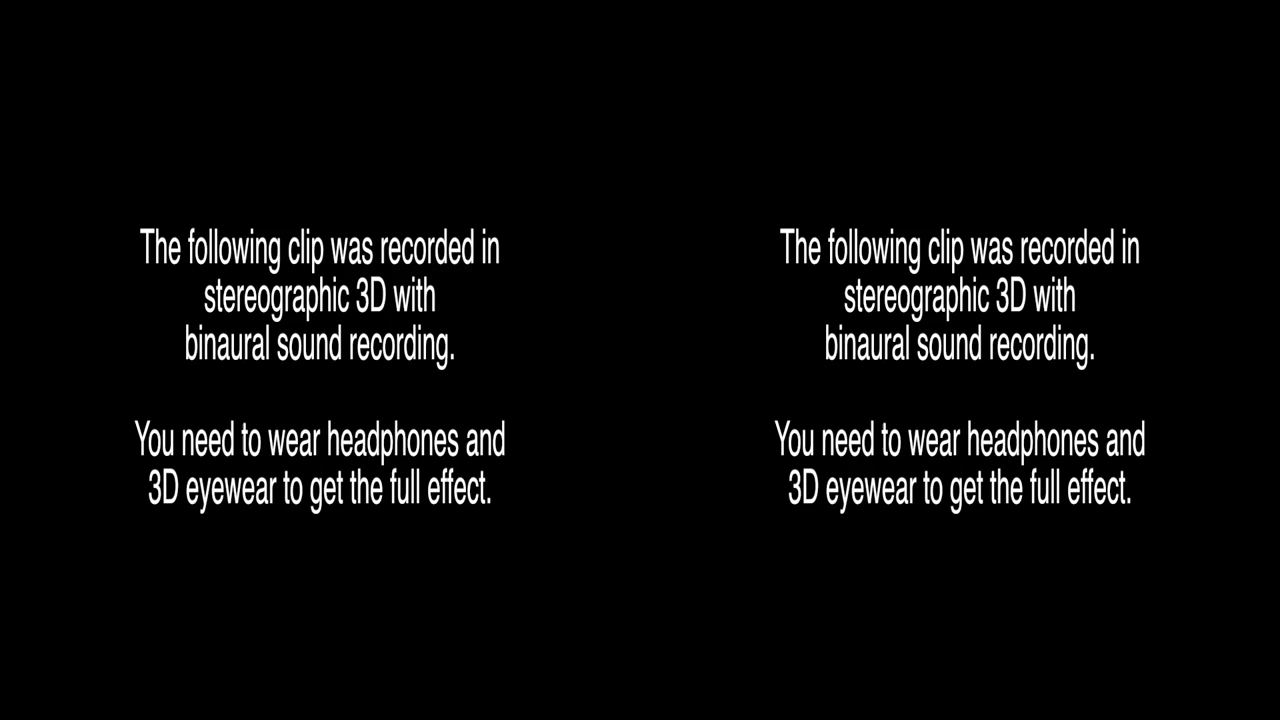 The following clip was recorded in
stereographic 3D with
binaural sound recording.
You need to wear headphones and
3D eyewear to get the full effect.
The following clip was recorded in
stereographic 3D with
binaural sound recording.
You need to wear headphones and
3D eyewear to get the full effect.